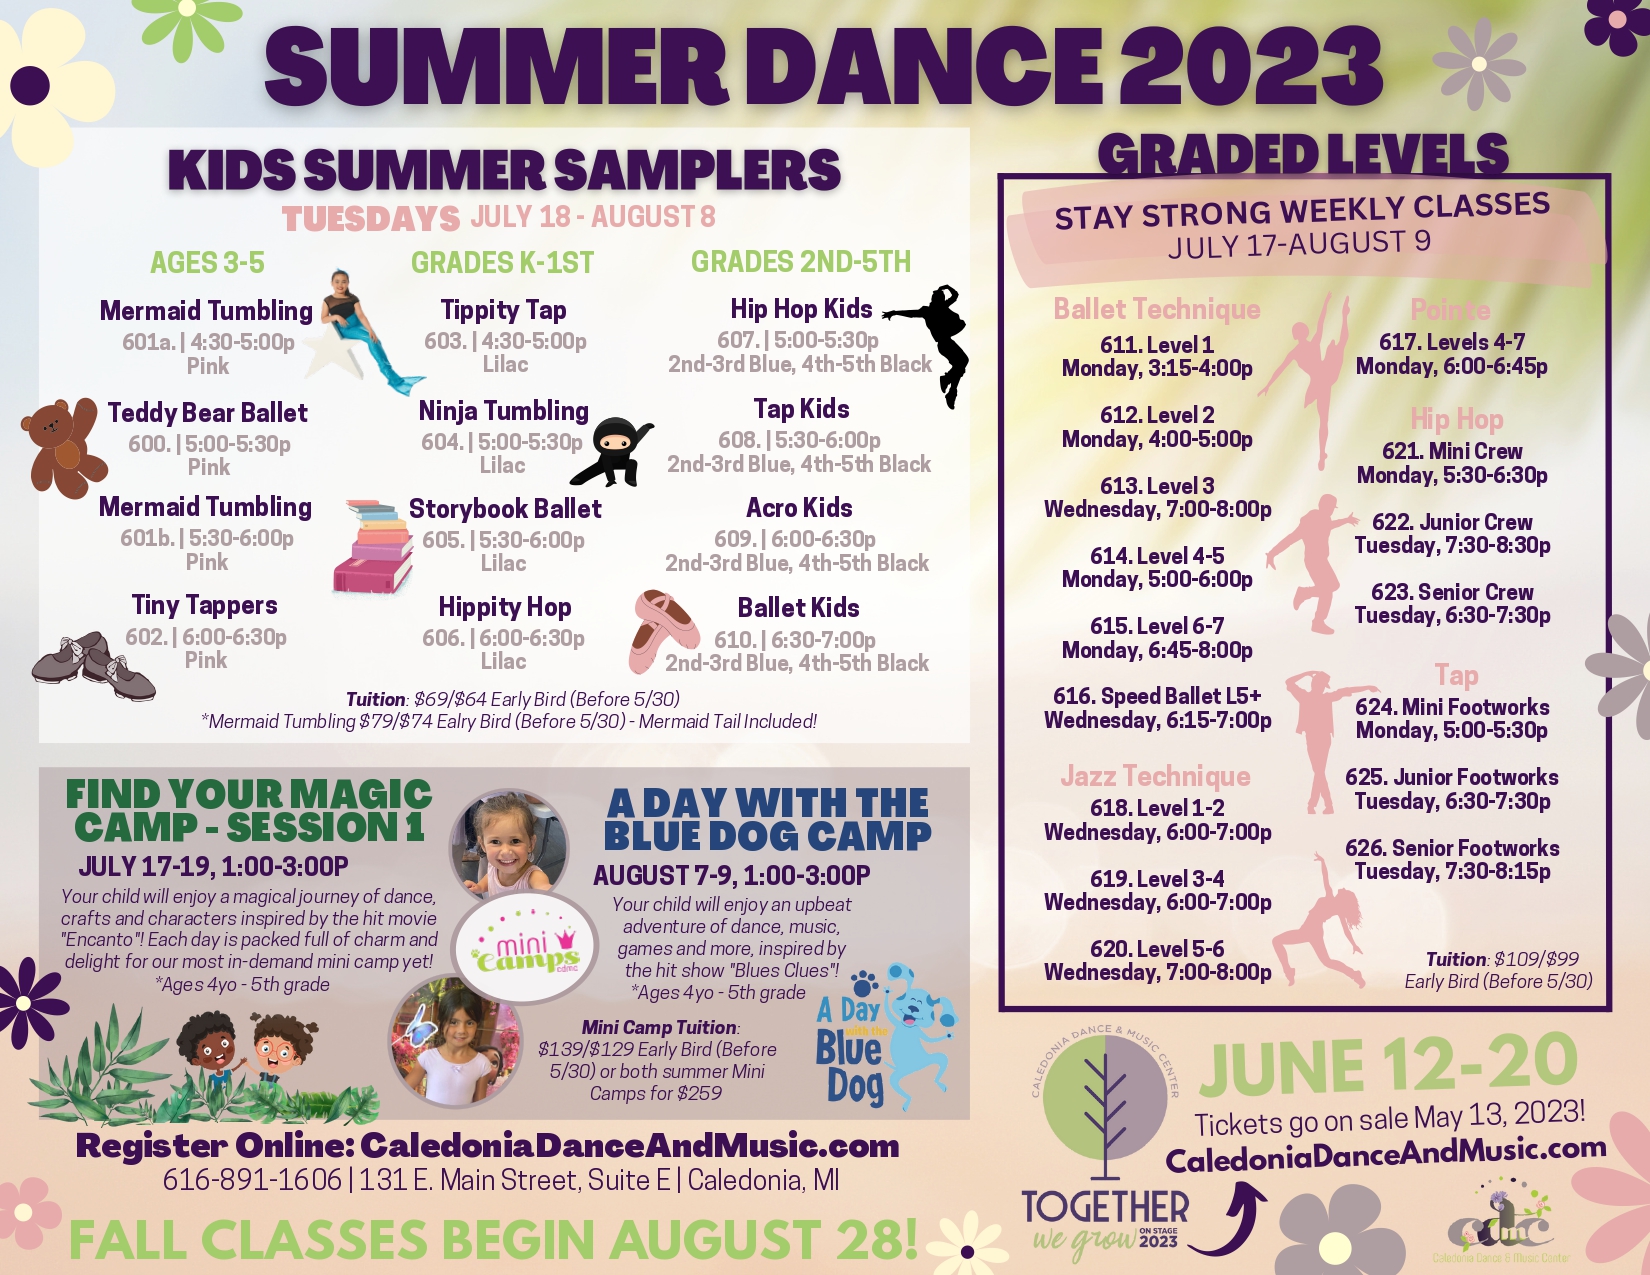 SUMMER DANCE 2023
KIDS SUMMER SAMPLERS
TUESDAYS JULY 18 - AUGUST 8
AGES 3-5
Mermaid Tumbling
601a. | 4:30-5:00p
Pink
Teddy Bear Ballet
600. | 5:00-5:30p
Pink
Mermaid Tumbling
601b. | 5:30-6:00p
Pink
Tiny Tappers
602. | 6:00-6:30p
Pink
GRADES K-1ST
Tippity Tap
603. | 4:30-5:00p
Lilac
Ninja Tumbling
604. | 5:00-5:30p
Lilac
Storybook Ballet
605. | 5:30-6:00p
Lilac
Hippity Hop
606. | 6:00-6:30p
Lilac
GRADES 2ND-5TH
Hip Hop Kids
607. | 5:00-5:30p
2nd-3rd Blue, 4th-5th Black
Tap Kids
608. | 5:30-6:00p
2nd-3rd Blue, 4th-5th Black
Acro Kids
609. | 6:00-6:30p
2nd-3rd Blue, 4th-5th Black
Ballet Kids
610. | 6:30-7:00p
2nd-3rd Blue, 4th-5th Black
Tuition: $69/$64 Early Bird (Before 5/30)
*Mermaid Tumbling $79/$74 Ealry Bird (Before 5/30) - Mermaid Tail Included!
GRADED LEVELS
STAY STRONG WEEKLY CLASSES
JULY 17-AUGUST 9
Ballet Technique
611. Level 1
Monday, 3:15-4:00p
612. Level 2
Monday, 4:00-5:00p
613. Level 3
Wednesday, 7:00-8:00p
614. Level 4-5
Monday, 5:00-6:00p
615. Level 6-7
Monday, 6:45-8:00p
616. Speed Ballet L5+
Wednesday, 6:15-7:00p
Jazz Technique
618. Level 1-2
Wednesday, 6:00-7:00p
619. Level 3-4
Wednesday, 6:00-7:00p
620. Level 5-6
Wednesday, 7:00-8:00p
Pointe
617. Levels 4-7
Monday, 6:00-6:45p
Hip Hop
621. Mini Crew
Monday, 5:30-6:30p
622. Junior Crew
Tuesday, 7:30-8:30p
623. Senior Crew
Tuesday, 6:30-7:30p
Tap
624. Mini Footworks
Monday, 5:00-5:30p
625. Junior Footworks
Tuesday, 6:30-7:30p
626. Senior Footworks
Tuesday, 7:30-8:15p
Tuition: $109/$99
Early Bird (Before 5/30)
FIND YOUR MAGIC
CAMP - SESSION 1
JULY 17-19, 1:00-3:00P
Your child will enjoy a magical journey of dance,
crafts and characters inspired by the hit movie
"Encanto"! Each day is packed full of charm and
delight for our most in-demand mini camp yet!
*Ages 4yo - 5th grade
mini
camps
cdmc
A DAY WITH THE
BLUE DOG CAMP
AUGUST 7-9, 1:00-3:00P
Your child will enjoy an upbeat
adventure of dance, music,
games and more, inspired by
the hit show "Blues Clues"!
*Ages 4yo - 5th grade
Mini Camp Tuition:
$139/$129 Early Bird (Before
5/30) or both summer Mini
Camps for $259
A Day
with the
Blue
Dog
Register Online: CaledoniaDanceAndMusic.com
616-891-1606 | 131 E. Main Street, Suite E | Caledonia, MI
FALL CLASSES BEGIN AUGUST 28!
CALEDONIA DANCE & MUSIC CENTER
TOGETHER
we grow
ON STAGE
2023
JUNE 12-20
Tickets go on sale May 13, 2023!
CaledoniaDanceAndMusic.com
cdmc
Caledonia Dance & Music Center